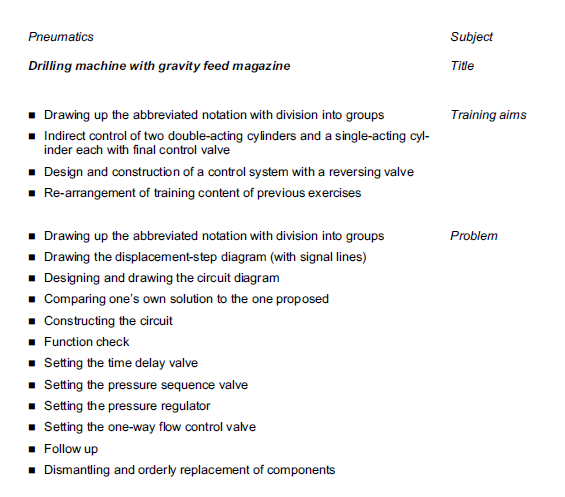 Pneumatics Subject
Drilling machine with gravity feed magazine Title
■ Drawing up the abbreviated notation with division into groups Training aims
■ Indirect control of two double-acting cylinders and a single-acting cyl-
inder each with final control valve
■ Design and construction of a control system with a reversing valve
■ Re-arrangement of training content of previous exercises
■ Drawing up the abbreviated notation with division into groups Problem
■ Drawing the displacement-step diagram (with signal lines)
■ Designing and drawing the circuit diagram
■ Comparing one's own solution to the one proposed
■ Constructing the circuit
■ Function check
■ Setting the time delay valve
■ Setting the pressure sequence valve
■ Setting the pressure regulator
■ Setting the one-way flow control valve
■ Follow up
■ Dismantling and orderly replacement of components